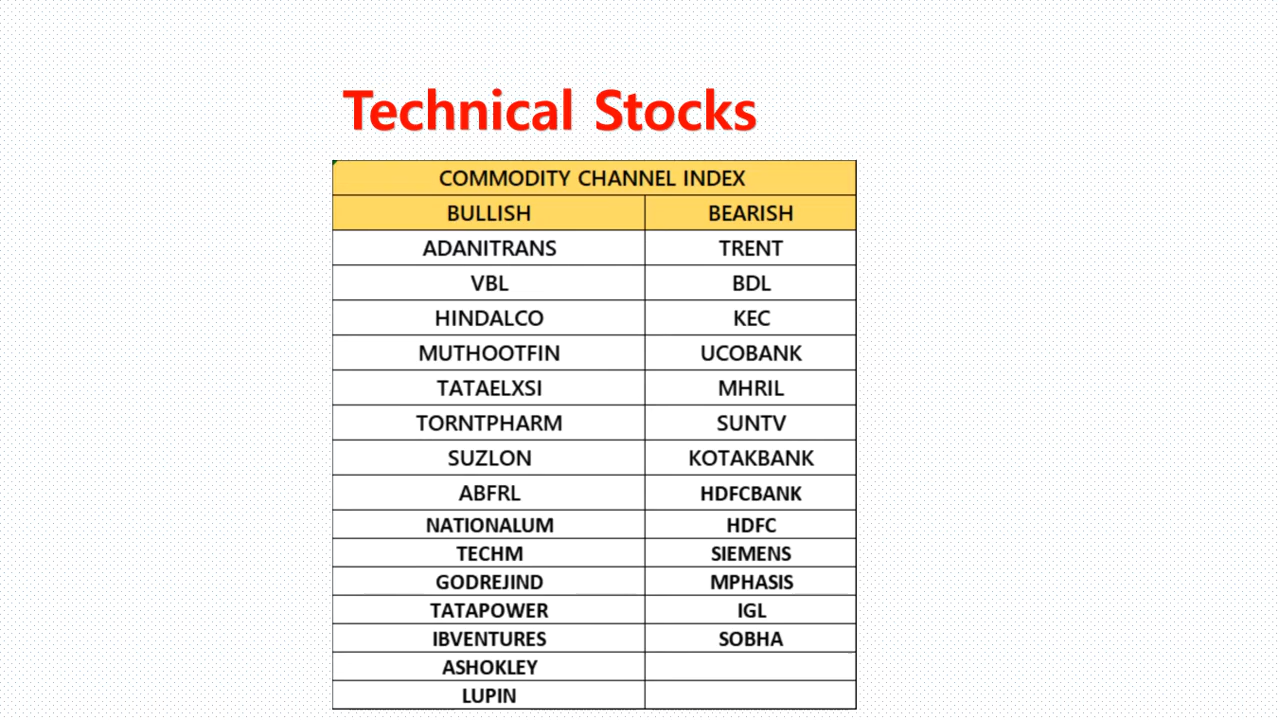 Technical Stocks
COMMODITY CHANNEL INDEX
BULLISH BEARISH
ADANITRANS TRENT
VBL BDL
HINDALCO KEC
MUTHOOTFIN UCOBANK
TATAELXSI MHRIL
TORNTPHARM SUNTV
SUZLON KOTAKBANK
ABFRL HDFCBANK
NATIONALUM HDFC
TECHM SIEMENS
GODREJIND MPHASIS
TATAPOWER IGL
IBVENTURES SOBHA
ASHOKLEY
LUPIN